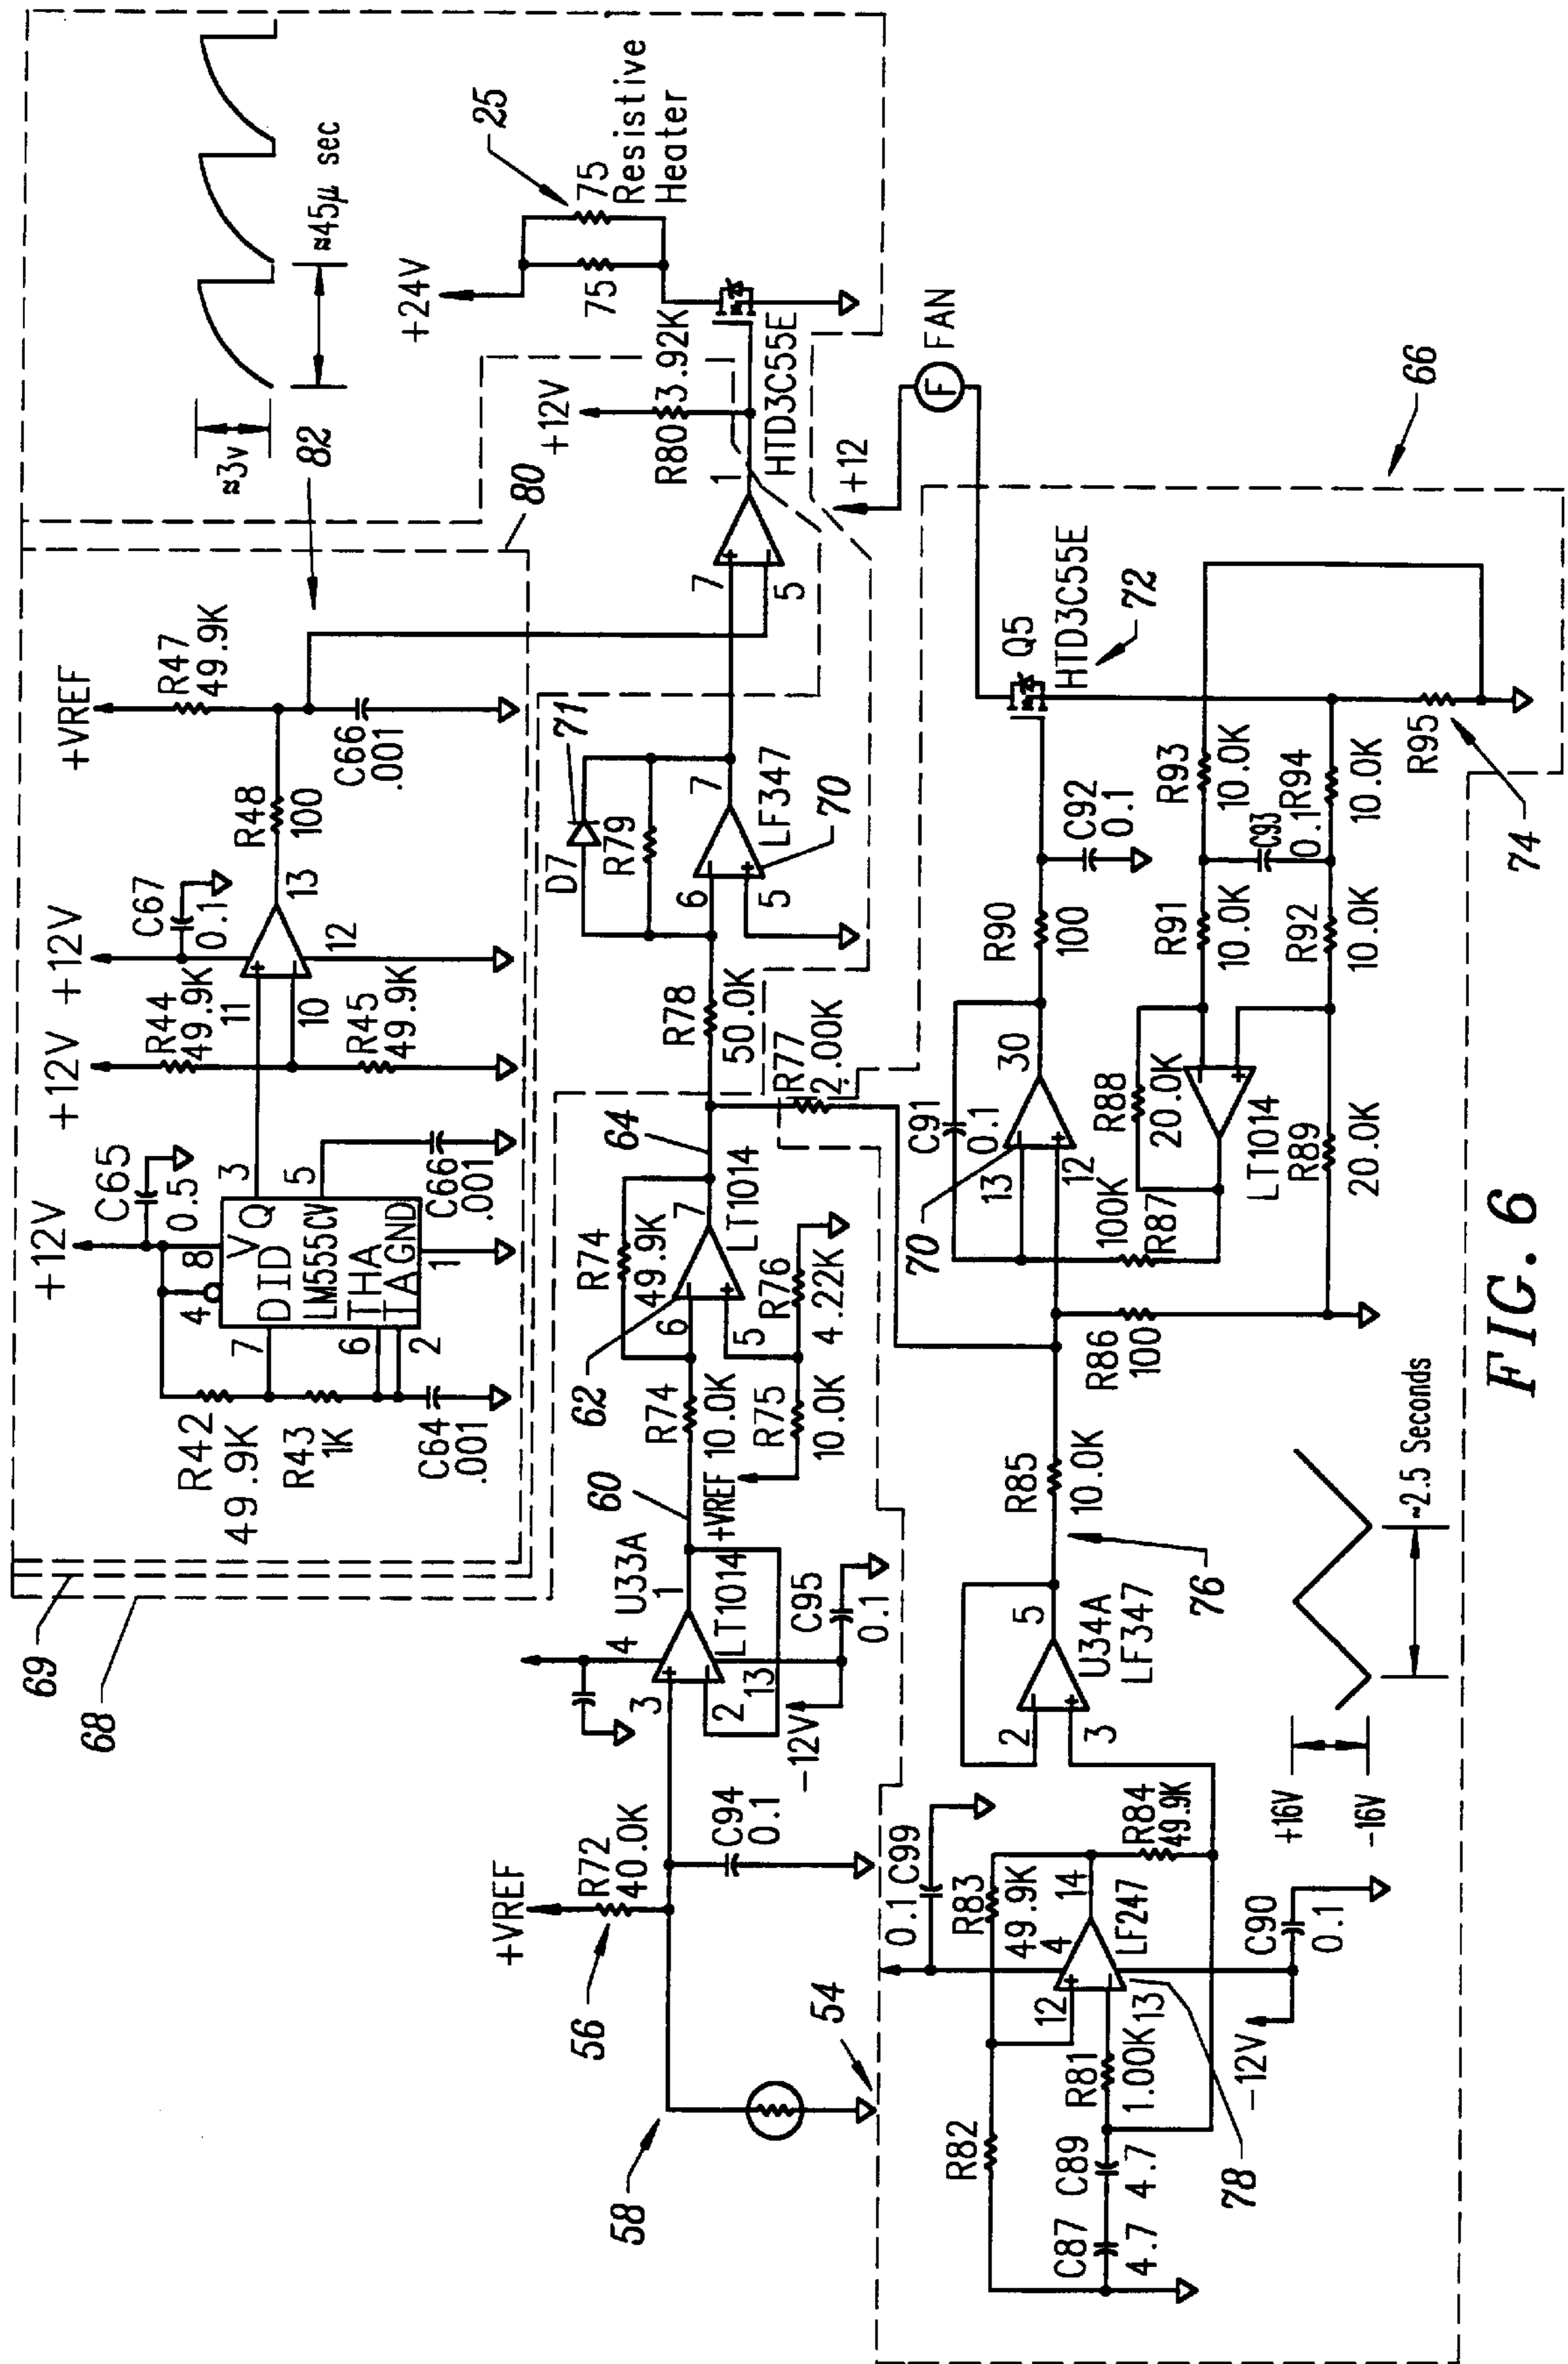 69
68
80
82
+12V
C65
0.5
R42
49.9K
R43
1K
C64
.001
4
8
V
Q
DID
LM555CV
THA
TAGND
7
6
2
3
5
1
C66
.001
+12V
R44
49.9K
R45
49.9K
+12V
C67
0.1
11
10
13
12
R48
100
+VREF
R47
49.9K
C66
.001
≈3v
≈45μ sec
+24V
25
75
75
Resistive
Heater
+12V
R80
3.92K
HTD3C55E
1
7
5
+12
F
FAN
58
54
56
+VREF
R72
40.0K
C94
0.1
3
2
4
13
1
U33A
LT1014
-12V
C95
0.1
60
+VREF
R74
10.0K
R75
10.0K
62
R74
49.9K
6
5
7
LT1014
R76
4.22K
64
R77
2.00K
R78
50.0K
D7
71
R79
6
5
7
LF347
70
66
R82
C87
4.7
C89
4.7
R81
1.00K
78
12
13
4
14
LF247
R83
49.9K
R84
49.9K
0.1
C99
-12V
C90
0.1
2
3
5
U34A
LF347
76
R85
10.0K
R86
100
+16V
-16V
~2.5 Seconds
70
C91
0.1
13
12
30
100K
R87
R88
20.0K
LT1014
R89
20.0K
R90
100
C92
0.1
R91
10.0K
R92
10.0K
C93
0.1
R93
10.0K
R94
10.0K
Q5
HTD3C55E
72
R95
74
FIG. 6